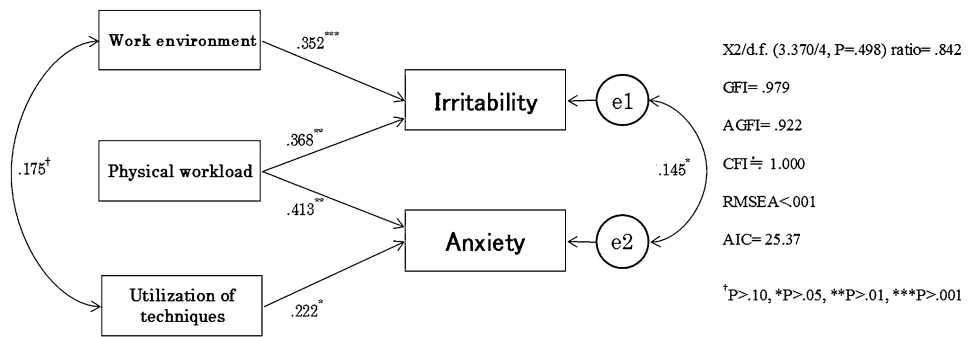 Work environment
.352***
Irritability
e1
.368**
Physical workload
.175†
.413**
.145*
Anxiety
e2
Utilization of
techniques
.222*
X2/d.f. (3.370/4, P=.498) ratio= .842
GFI= .979
AGFI= .922
CFI≒ 1.000
RMSEA<.001
AIC= 25.37
†P>.10, *P>.05, **P>.01, ***P>.001